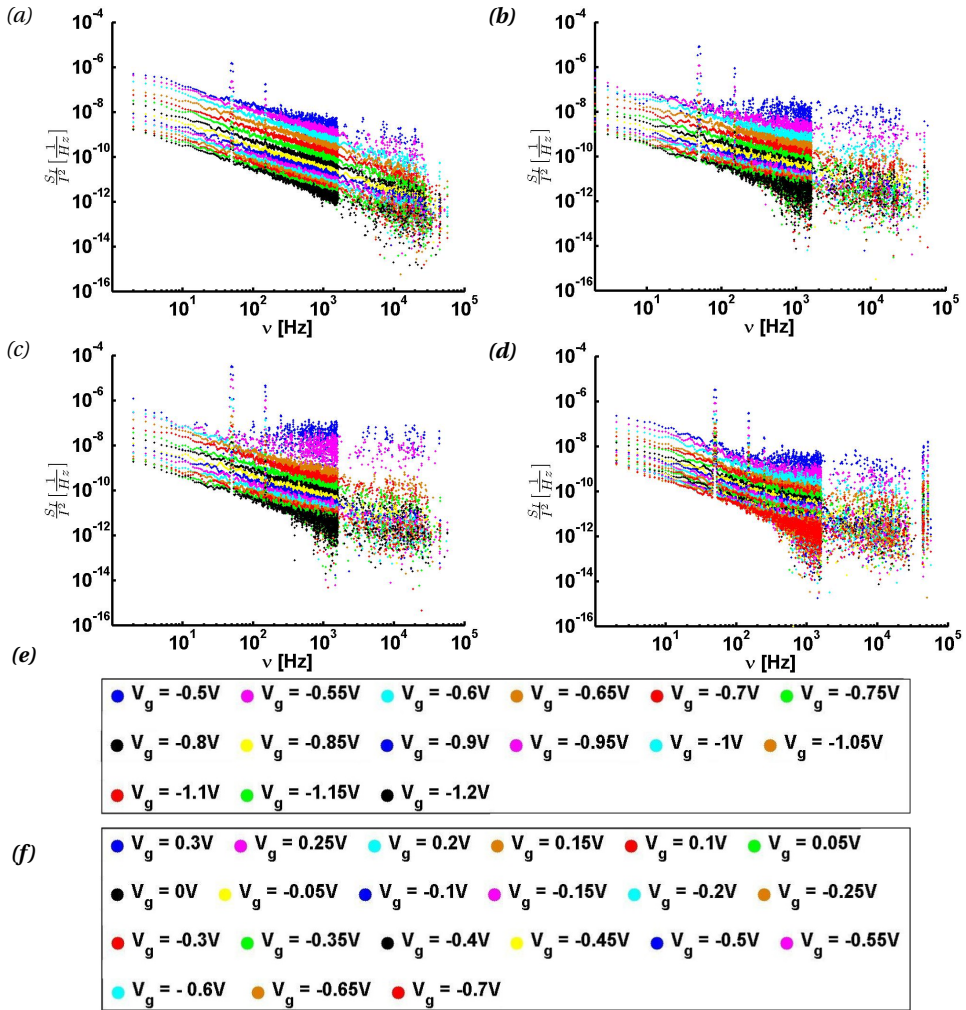 (a)
10^-4
10^-6
10^-8
10^-10
10^-12
10^-14
10^-16
S_I/I^2 [1/Hz]
10^1 10^2 10^3 10^4 10^5
ν [Hz]
(b)
10^-4
10^-6
10^-8
10^-10
10^-12
10^-14
10^-16
S_I/I^2 [1/Hz]
10^1 10^2 10^3 10^4 10^5
ν [Hz]
(c)
10^-4
10^-6
10^-8
10^-10
10^-12
10^-14
10^-16
S_I/I^2 [1/Hz]
10^1 10^2 10^3 10^4 10^5
ν [Hz]
(d)
10^-4
10^-6
10^-8
10^-10
10^-12
10^-14
10^-16
S_I/I^2 [1/Hz]
10^1 10^2 10^3 10^4 10^5
ν [Hz]
(e)
V_g = -0.5V V_g = -0.55V V_g = -0.6V V_g = -0.65V V_g = -0.7V V_g = -0.75V
V_g = -0.8V V_g = -0.85V V_g = -0.9V V_g = -0.95V V_g = -1V V_g = -1.05V
V_g = -1.1V V_g = -1.15V V_g = -1.2V
(f)
V_g = 0.3V V_g = 0.25V V_g = 0.2V V_g = 0.15V V_g = 0.1V V_g = 0.05V
V_g = 0V V_g = -0.05V V_g = -0.1V V_g = -0.15V V_g = -0.2V V_g = -0.25V
V_g = -0.3V V_g = -0.35V V_g = -0.4V V_g = -0.45V V_g = -0.5V V_g = -0.55V
V_g = - 0.6V V_g = -0.65V V_g = -0.7V